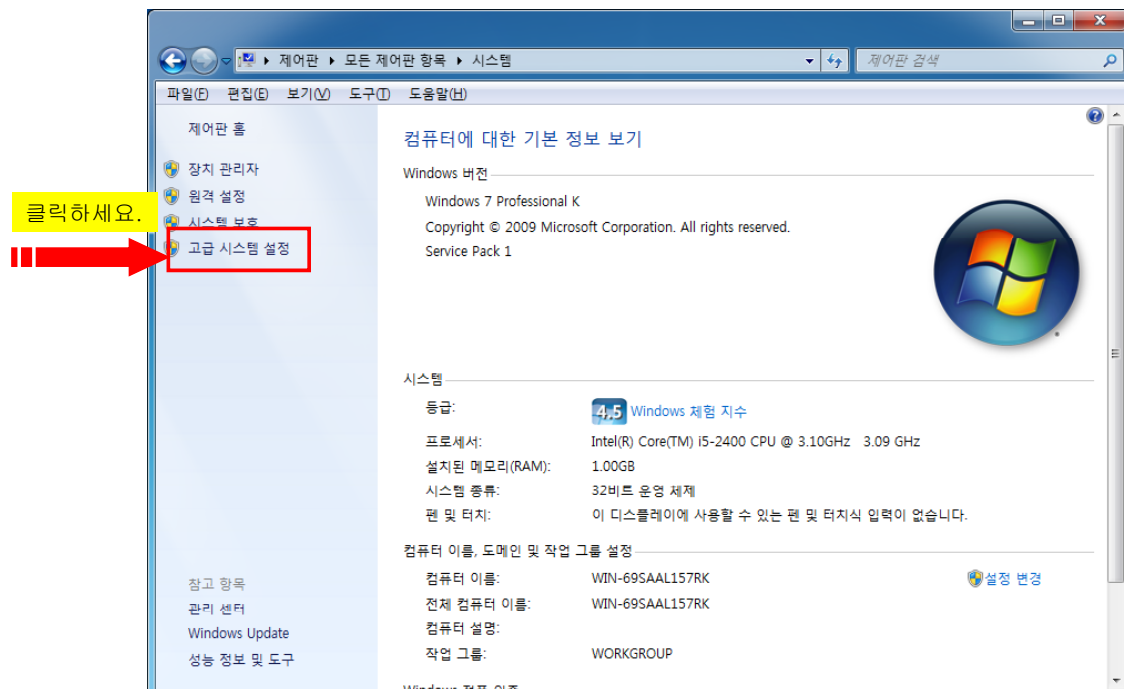 제어판 ▸ 모든 제어판 항목 ▸ 시스템
제어판 검색
파일(F) 편집(E) 보기(V) 도구(T) 도움말(H)
제어판 홈
장치 관리자
원격 설정
시스템 보호
고급 시스템 설정
클릭하세요.
참고 항목
관리 센터
Windows Update
성능 정보 및 도구
컴퓨터에 대한 기본 정보 보기
Windows 버전
Windows 7 Professional K
Copyright © 2009 Microsoft Corporation. All rights reserved.
Service Pack 1
시스템
등급: 4.5 Windows 체험 지수
프로세서: Intel(R) Core(TM) i5-2400 CPU @ 3.10GHz 3.09 GHz
설치된 메모리(RAM): 1.00GB
시스템 종류: 32비트 운영 체제
펜 및 터치: 이 디스플레이에 사용할 수 있는 펜 및 터치식 입력이 없습니다.
컴퓨터 이름, 도메인 및 작업 그룹 설정
컴퓨터 이름: WIN-69SAAL157RK 설정 변경
전체 컴퓨터 이름: WIN-69SAAL157RK
컴퓨터 설명:
작업 그룹: WORKGROUP
Windows 정품 인증